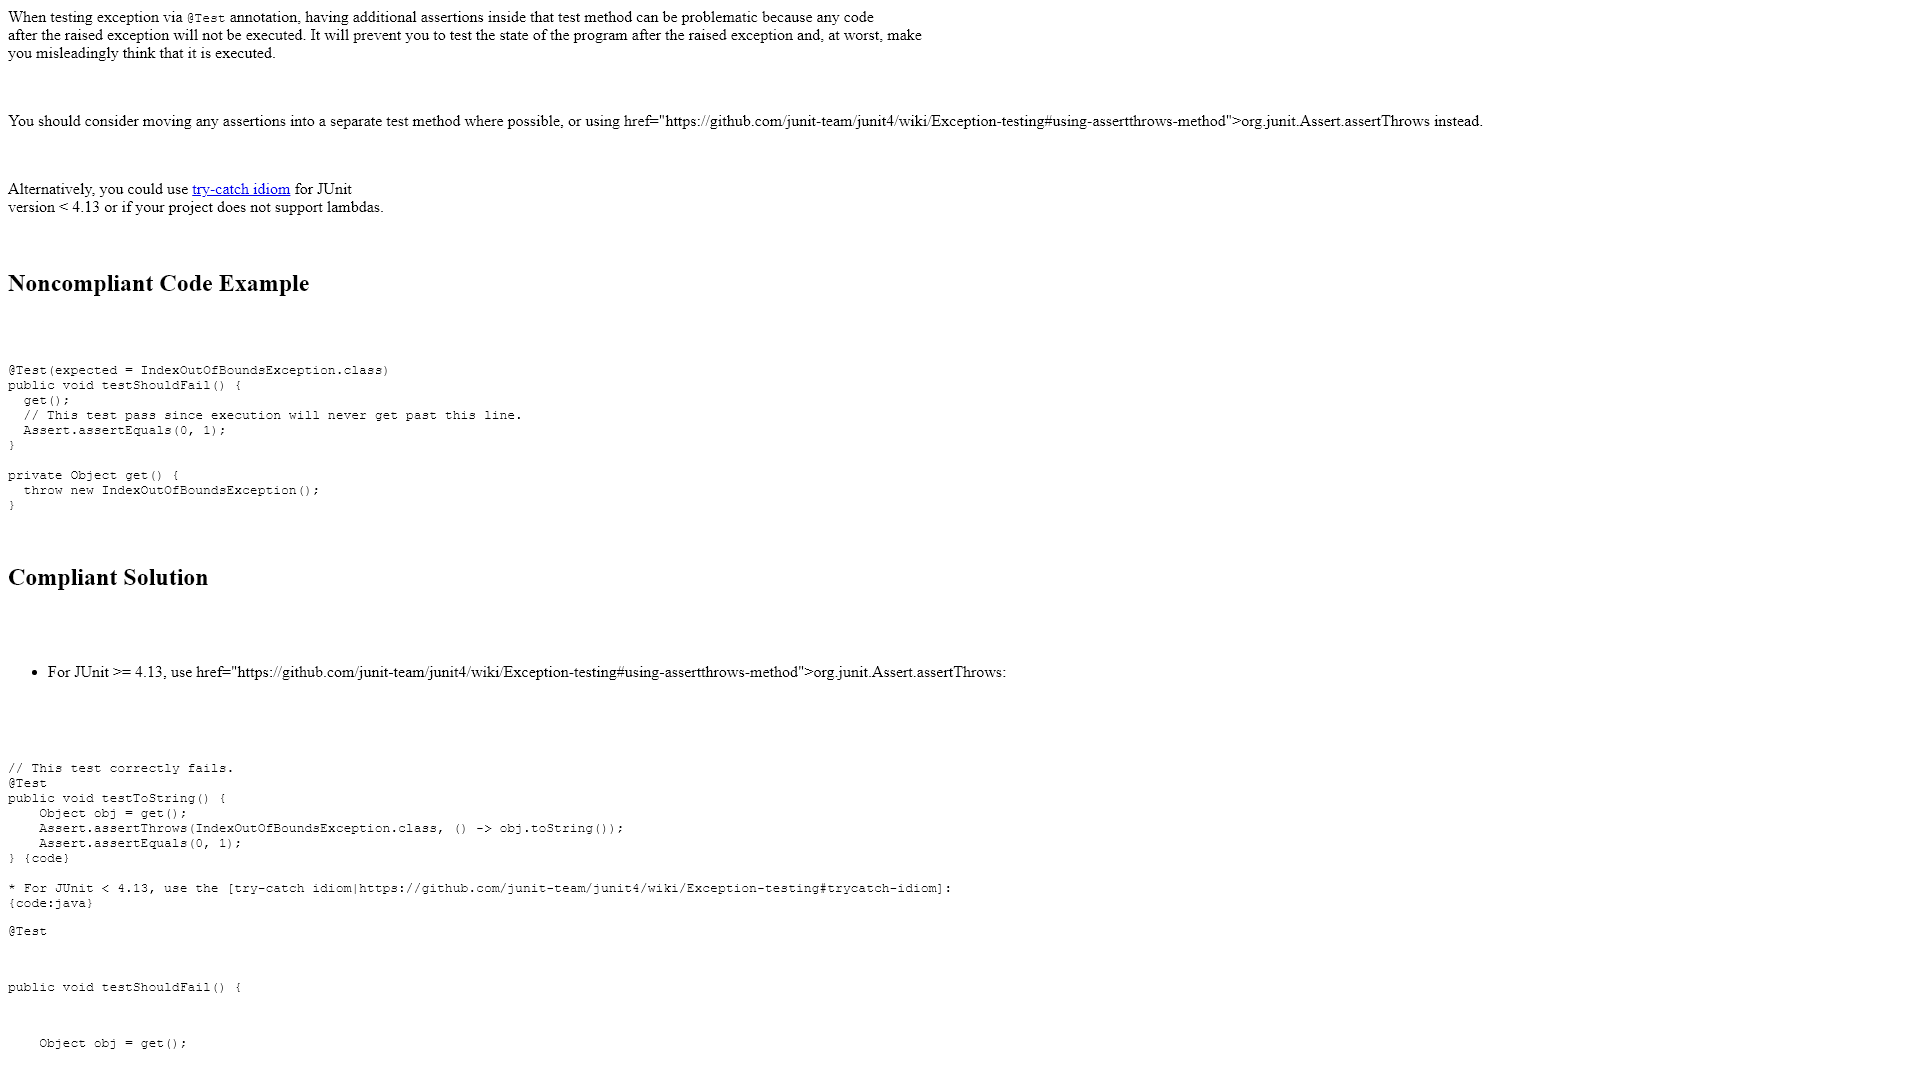 When testing exception via @Test annotation, having additional assertions inside that test method can be problematic because any code
after the raised exception will not be executed. It will prevent you to test the state of the program after the raised exception and, at worst, make
you misleadingly think that it is executed.
You should consider moving any assertions into a separate test method where possible, or using href="https://github.com/junit-team/junit4/wiki/Exception-testing#using-assertthrows-method">org.junit.Assert.assertThrows instead.
Alternatively, you could use try-catch idiom for JUnit
version < 4.13 or if your project does not support lambdas.
Noncompliant Code Example
@Test(expected = IndexOutOfBoundsException.class)
public void testShouldFail() {
  get();
  // This test pass since execution will never get past this line.
  Assert.assertEquals(0, 1);
}
private Object get() {
  throw new IndexOutOfBoundsException();
}
Compliant Solution
• For JUnit >= 4.13, use href="https://github.com/junit-team/junit4/wiki/Exception-testing#using-assertthrows-method">org.junit.Assert.assertThrows:
// This test correctly fails.
@Test
public void testToString() {
    Object obj = get();
    Assert.assertThrows(IndexOutOfBoundsException.class, () -> obj.toString());
    Assert.assertEquals(0, 1);
} {code}
* For JUnit < 4.13, use the [try-catch idiom|https://github.com/junit-team/junit4/wiki/Exception-testing#trycatch-idiom]:
{code:java}
@Test
public void testShouldFail() {
    Object obj = get();